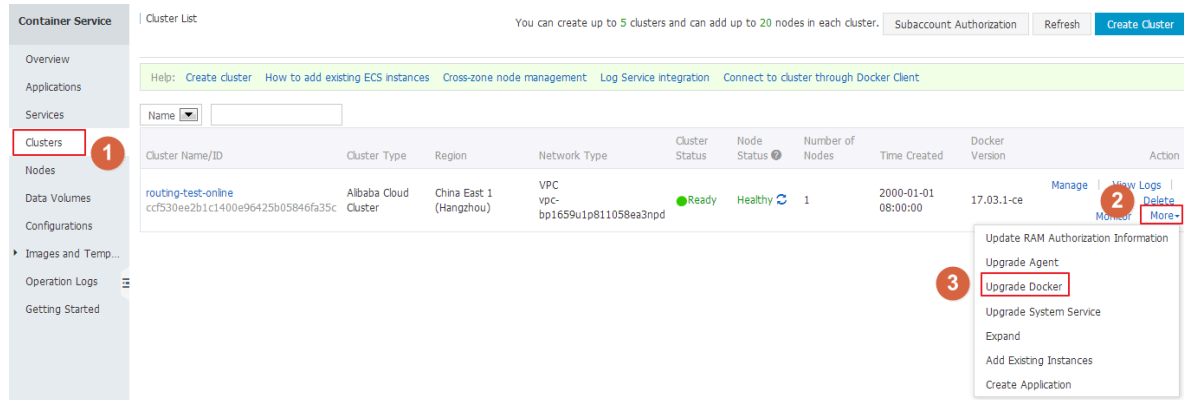 Container Service
Cluster List
You can create up to 5 clusters and can add up to 20 nodes in each cluster.
Subaccount Authorization
Refresh
Create Cluster
Overview
Applications
Services
Clusters
1
Nodes
Data Volumes
Configurations
Images and Temp...
Operation Logs
Getting Started
Help: Create cluster How to add existing ECS instances Cross-zone node management Log Service integration Connect to cluster through Docker Client
Name
Cluster Name/ID
Cluster Type
Region
Network Type
Cluster
Status
Node
Status
Number of
Nodes
Time Created
Docker
Version
Action
routing-test-online
ccf530ee2b1c1400e96425b05846fa35c
Alibaba Cloud
Cluster
China East 1
(Hangzhou)
VPC
vpc-
bp1659u1p811058ea3npd
Ready
Healthy
1
2000-01-01
08:00:00
17.03.1-ce
Manage
View Logs
2
Delete
Monitor
More
Update RAM Authorization Information
Upgrade Agent
3
Upgrade Docker
Upgrade System Service
Expand
Add Existing Instances
Create Application